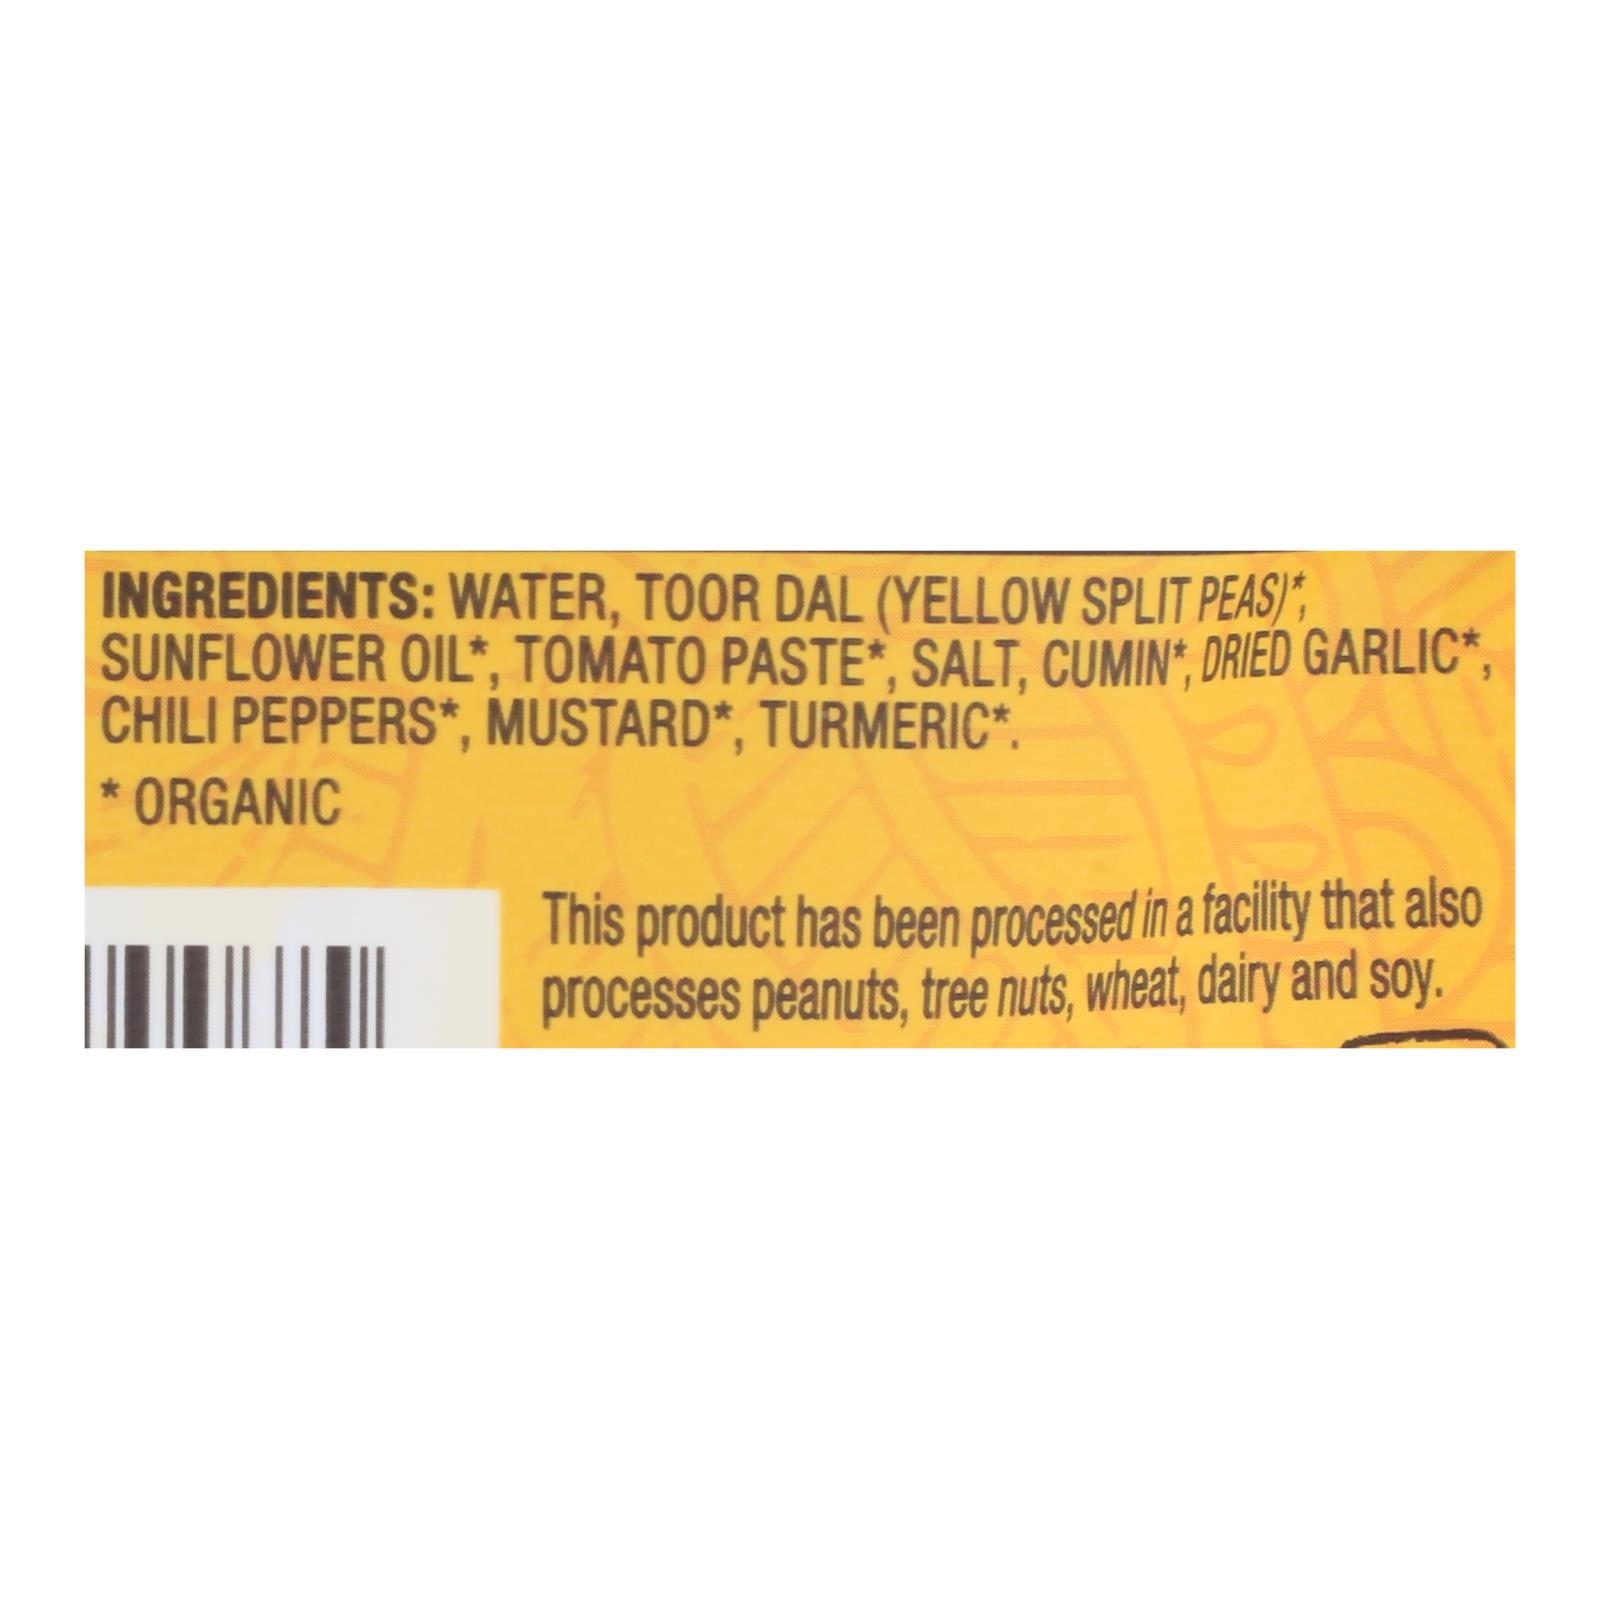 INGREDIENTS: WATER, TOOR DAL (YELLOW SPLIT PEAS)*,
SUNFLOWER OIL*, TOMATO PASTE*, SALT, CUMIN*, DRIED GARLIC*,
CHILI PEPPERS*, MUSTARD*, TURMERIC*.
* ORGANIC
This product has been processed in a facility that also
processes peanuts, tree nuts, wheat, dairy and soy.